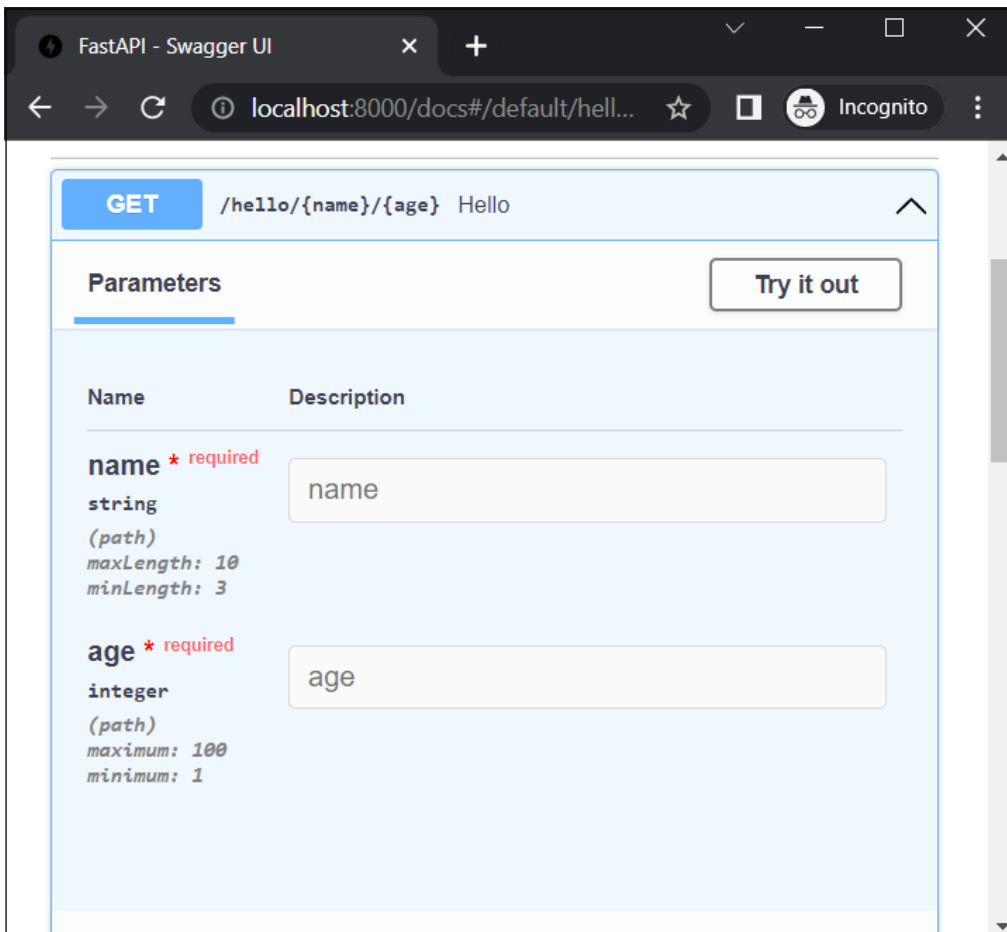 FastAPI - Swagger UI
localhost:8000/docs#/default/hell...
Incognito
GET /hello/{name}/{age} Hello
Parameters
Try it out
Name Description
name * required
name
string
(path)
maxLength: 10
minLength: 3
age * required
age
integer
(path)
maximum: 100
minimum: 1